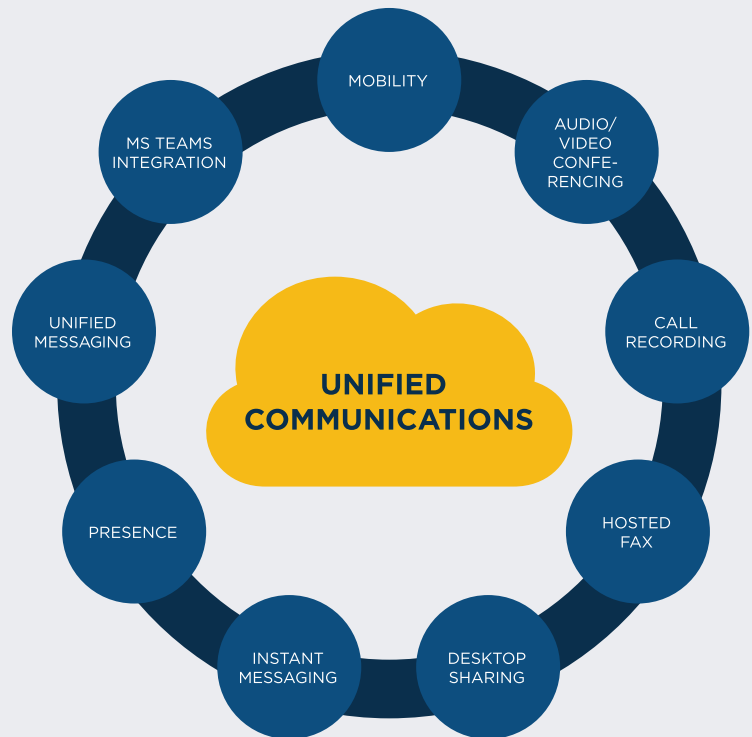 MOBILITY
AUDIO/
VIDEO
CONFE-
RENCING
CALL
RECORDING
HOSTED
FAX
DESKTOP
SHARING
INSTANT
MESSAGING
PRESENCE
UNIFIED
MESSAGING
MS TEAMS
INTEGRATION
UNIFIED
COMMUNICATIONS